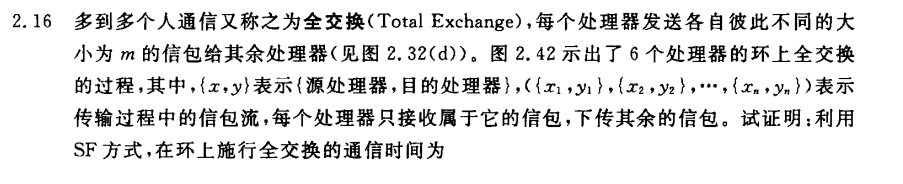 2.16 多到多个人通信又称之为全交换(Total Exchange),每个处理器发送各自彼此不同的大
小为 m 的信包给其余处理器(见图 2.32(d))。图 2.42 示出了 6 个处理器的环上全交换
的过程,其中,{x,y}表示{源处理器,目的处理器},({x₁,y₁},{x₂,y₂},⋯,{xₙ,yₙ})表示
传输过程中的信包流,每个处理器只接收属于它的信包,下传其余的信包。试证明:利用
SF 方式,在环上施行全交换的通信时间为